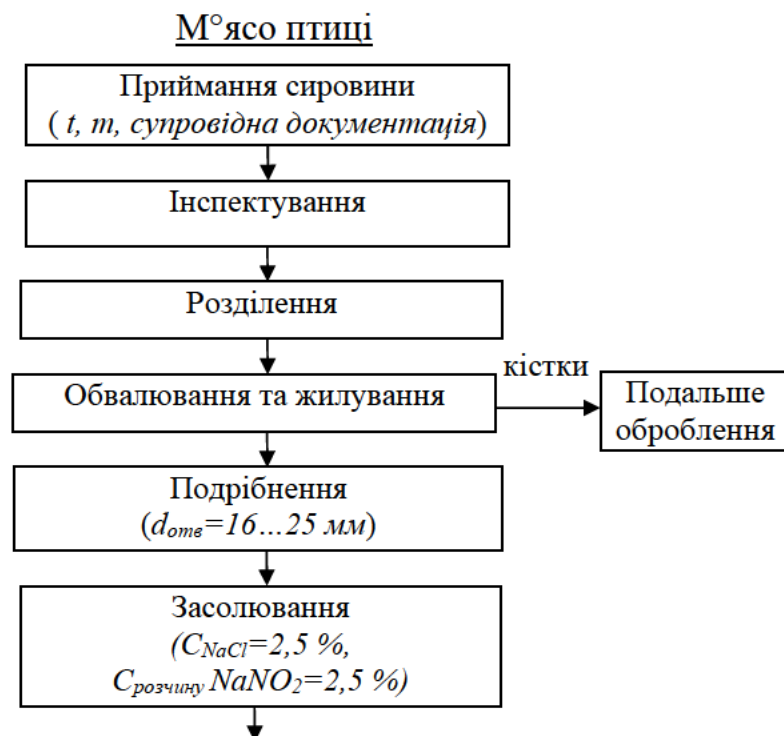 М°ясо птиці
Приймання сировини
( t, m, супровідна документація)
Інспектування
Розділення
Обвалювання та жилування
кістки
Подальше
оброблення
Подрібнення
(dотв=16…25 мм)
Засолювання
(CNaCl=2,5 %,
Cрозчину NaNO2=2,5 %)